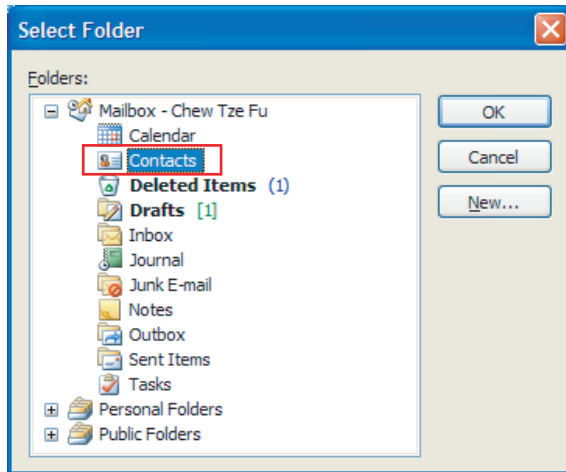 Select Folder
Folders:
Mailbox - Chew Tze Fu
Calendar
Contacts
Deleted Items (1)
Drafts [1]
Inbox
Journal
Junk E-mail
Notes
Outbox
Sent Items
Tasks
Personal Folders
Public Folders
OK
Cancel
New...